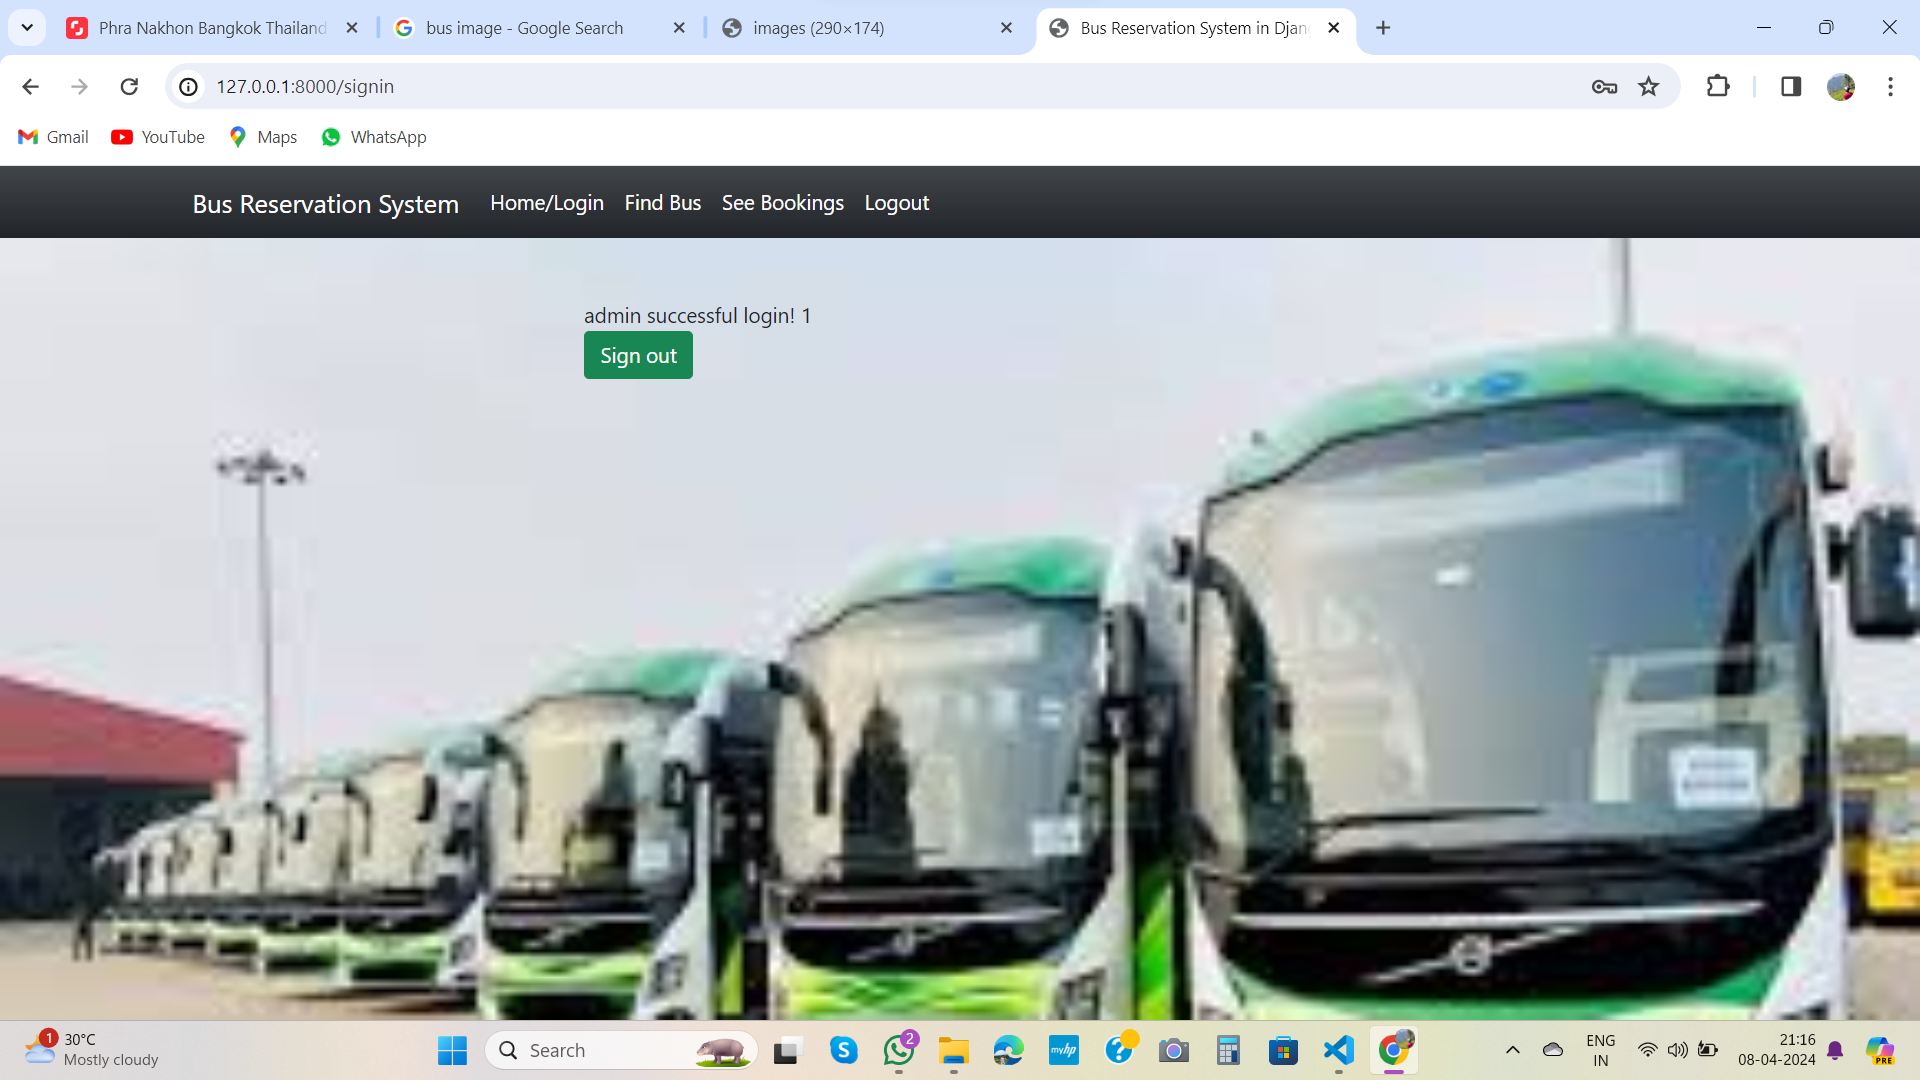 Phra Nakhon Bangkok Thailand
bus image - Google Search
images (290×174)
Bus Reservation System in Djan
127.0.0.1:8000/signin
Gmail
YouTube
Maps
WhatsApp
Bus Reservation System
Home/Login
Find Bus
See Bookings
Logout
admin successful login! 1
Sign out
1
30°C
Mostly cloudy
Search
S
2
myhp
?
ENG
IN
21:16
08-04-2024
PRE